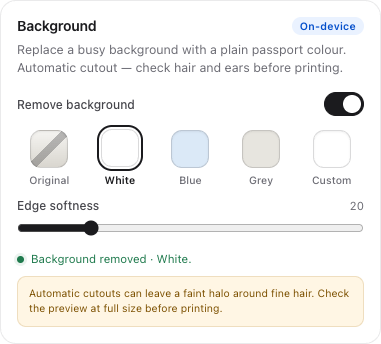 Background
On-device
Replace a busy background with a plain passport colour.
Automatic cutout — check hair and ears before printing.
Remove background
Original
White
Blue
Grey
Custom
Edge softness
20
Background removed · White.
Automatic cutouts can leave a faint halo around fine hair. Check
the preview at full size before printing.